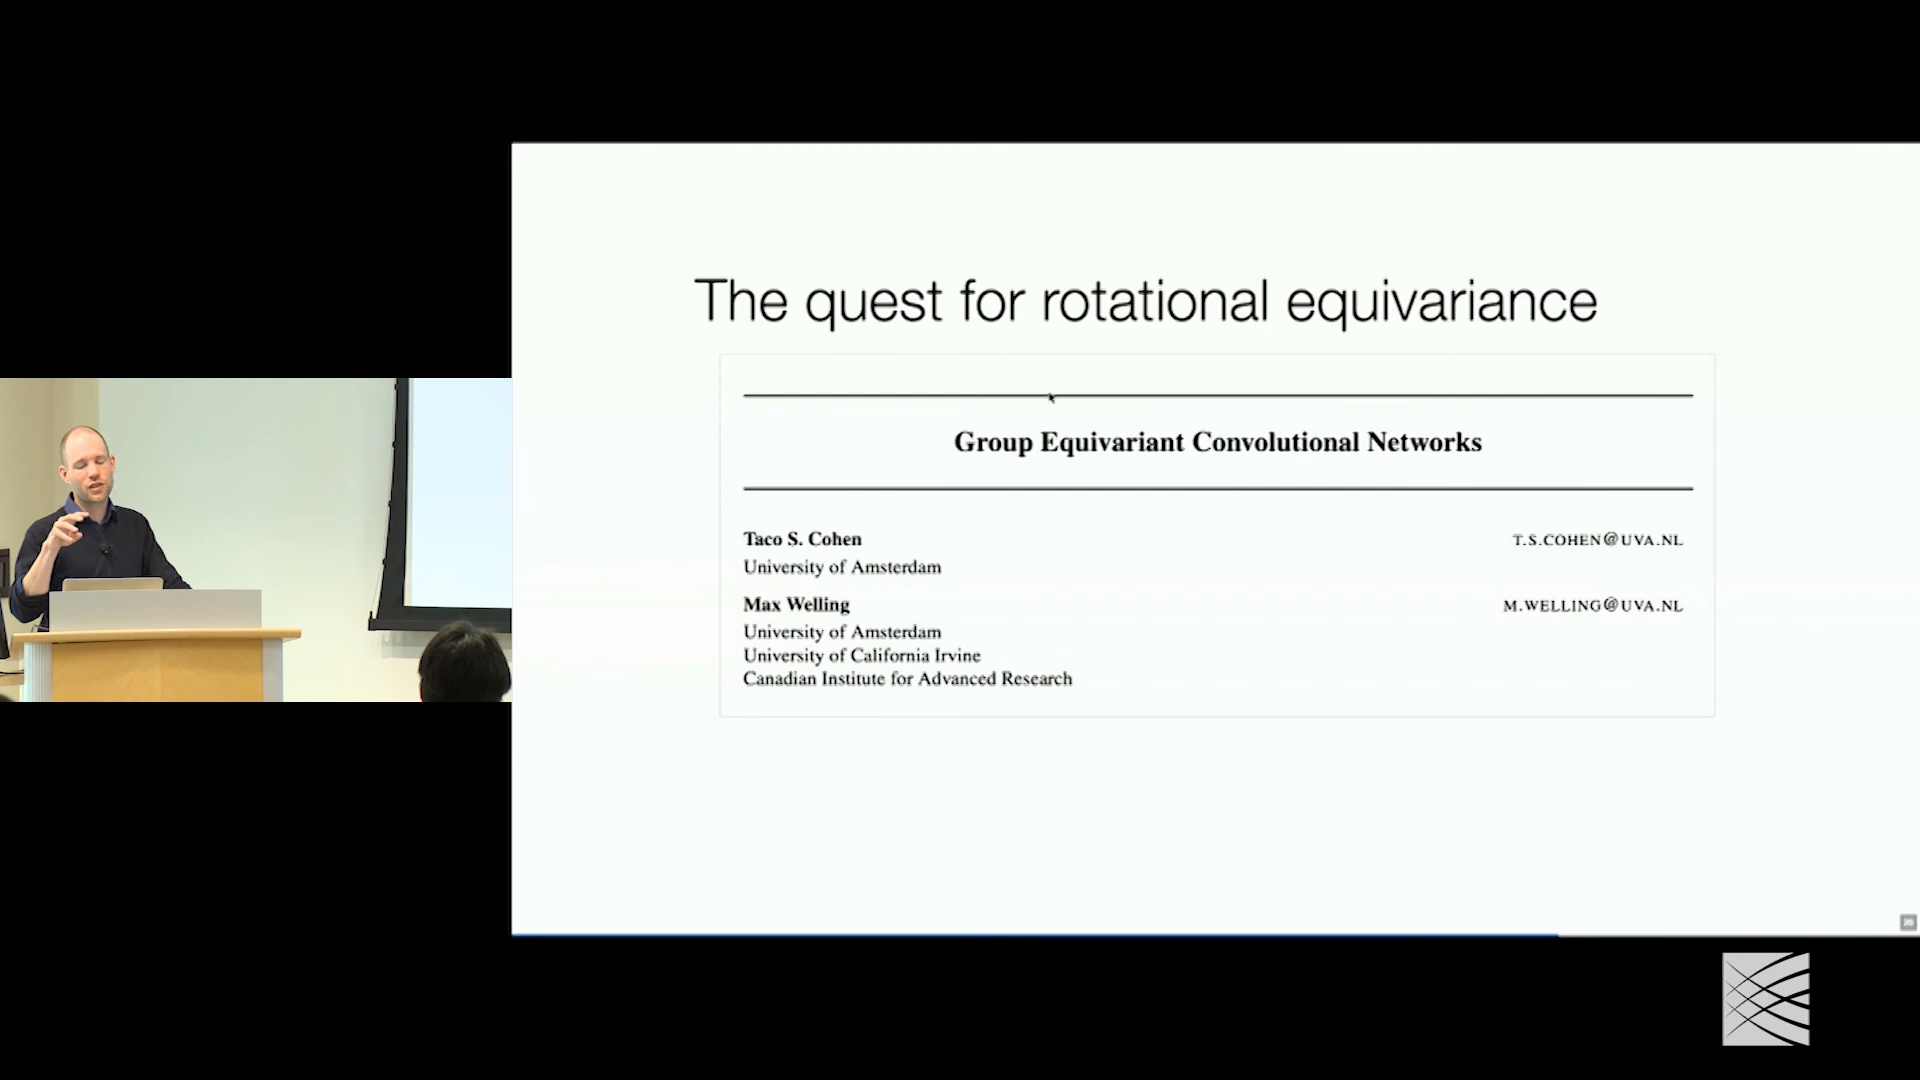 The quest for rotational equivariance
Group Equivariant Convolutional Networks
Taco S. Cohen
T.S.COHEN@UVA.NL
University of Amsterdam
Max Welling
M.WELLING@UVA.NL
University of Amsterdam
University of California Irvine
Canadian Institute for Advanced Research